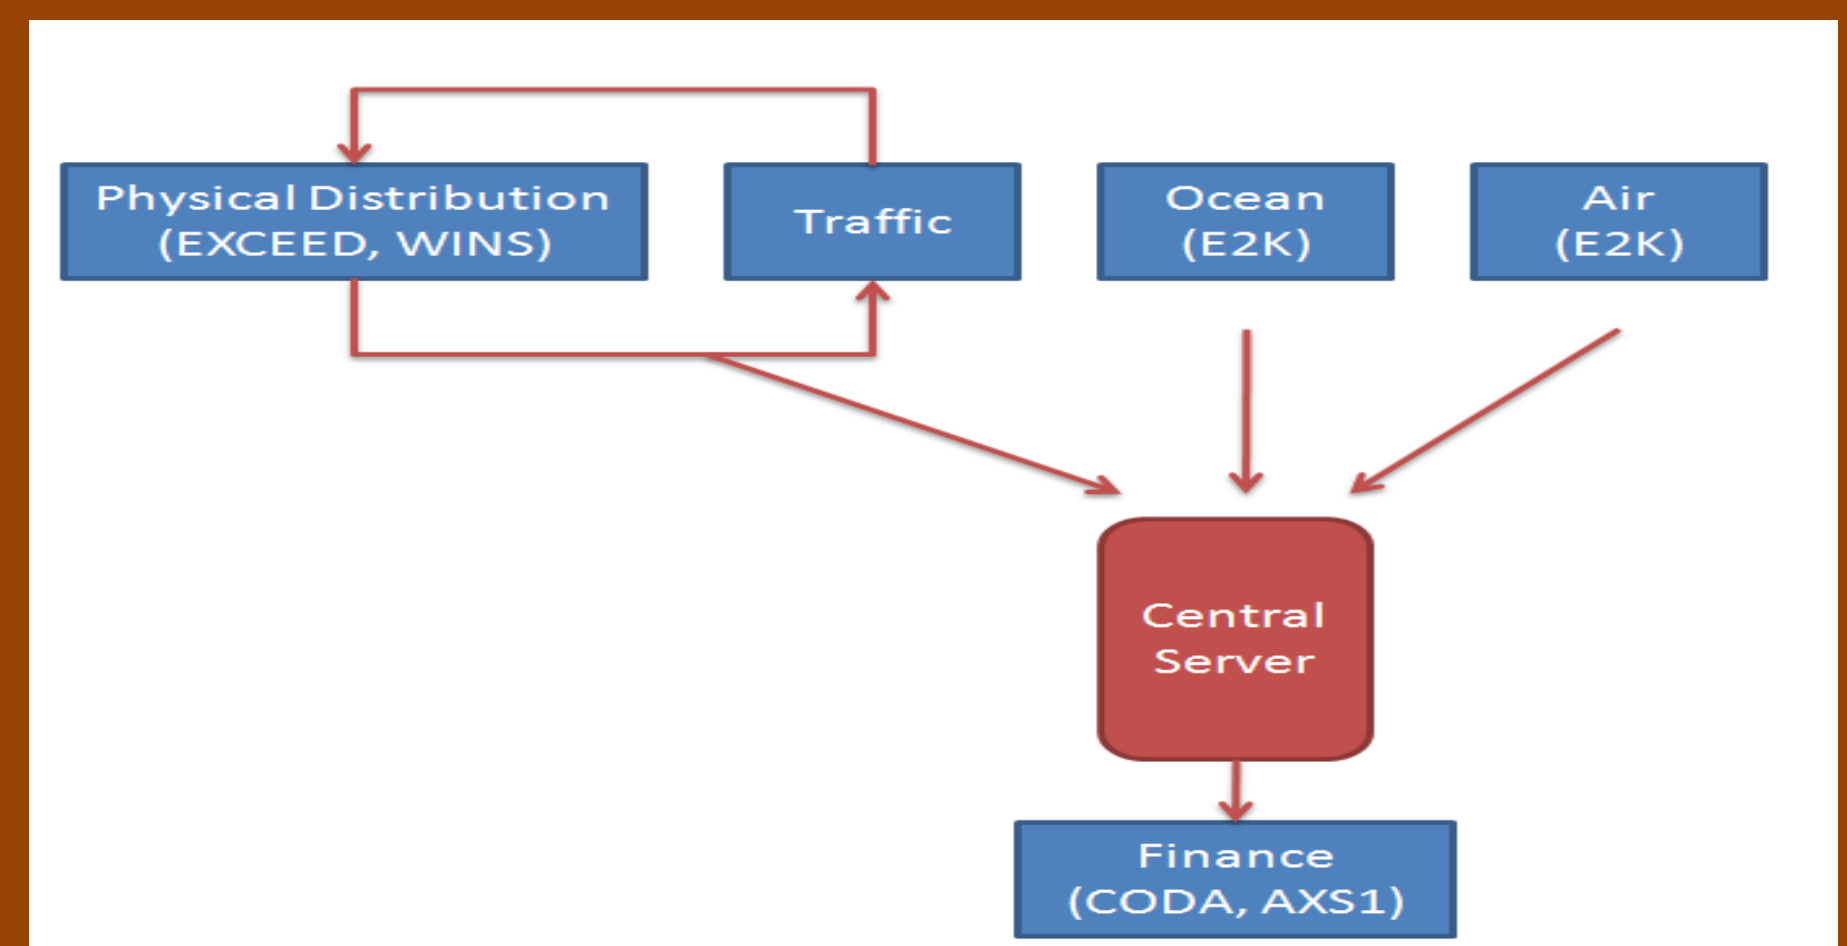 Physical Distribution
(EXCEED, WINS)
Traffic
Ocean
(E2K)
Air
(E2K)
Central
Server
Finance
(CODA, AXS1)